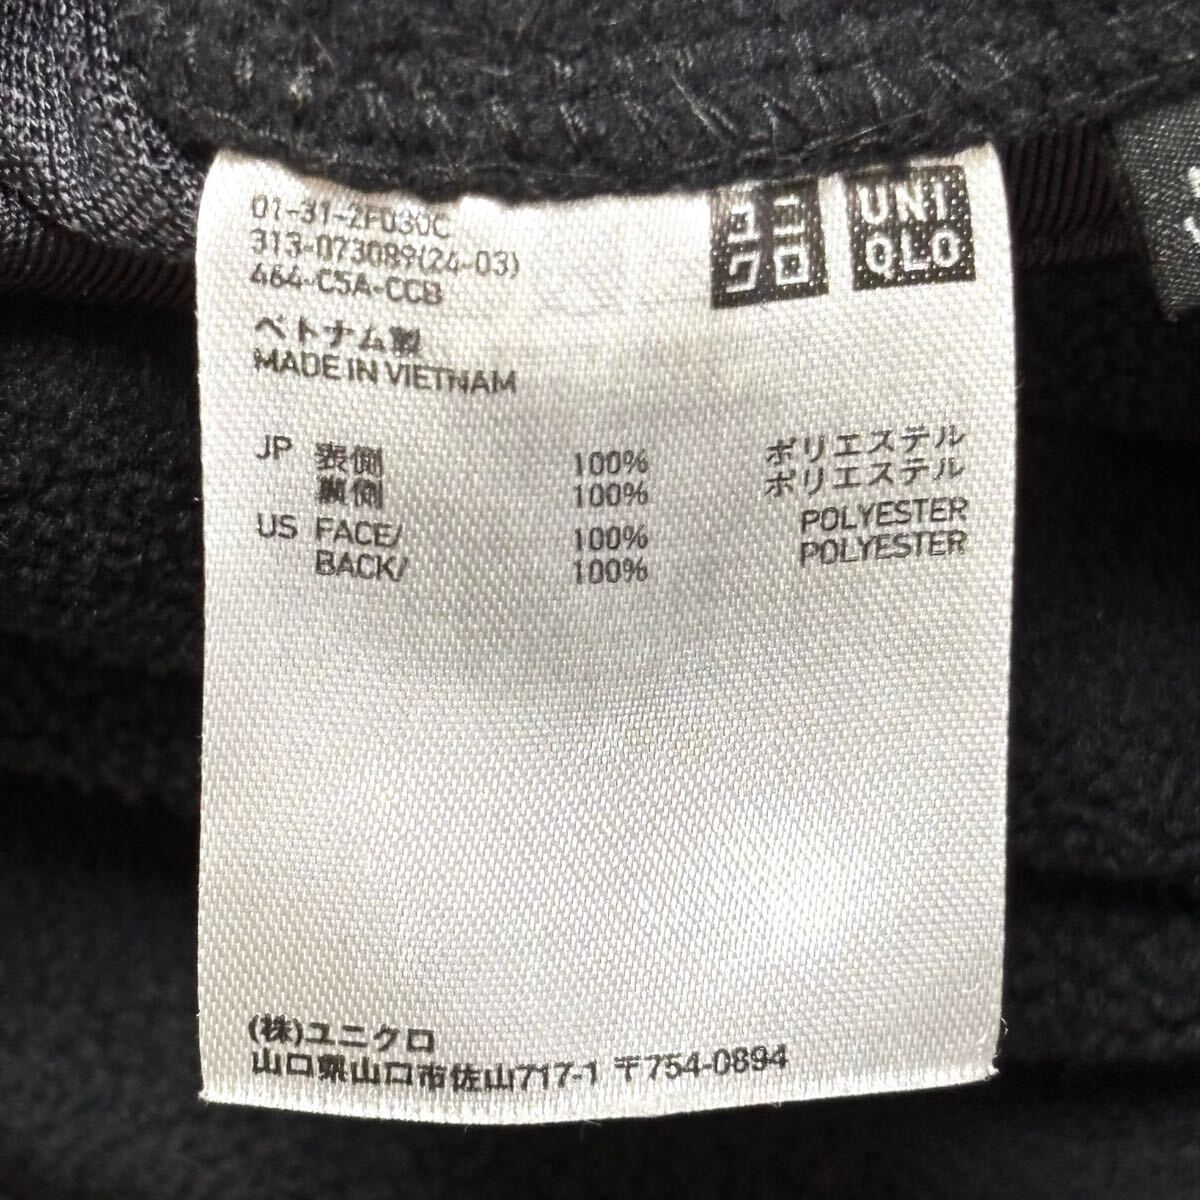 01-31-2F030C
313-073089(24-03)
464-C5A-CCB
ユニ
クロ
UNI
QLO
ベトナム製
MADE IN VIETNAM
JP 表側 100% ポリエステル
裏側 100% ポリエステル
US FACE/ 100% POLYESTER
BACK/ 100% POLYESTER
(株)ユニクロ
山口県山口市佐山717-1 〒754-0894